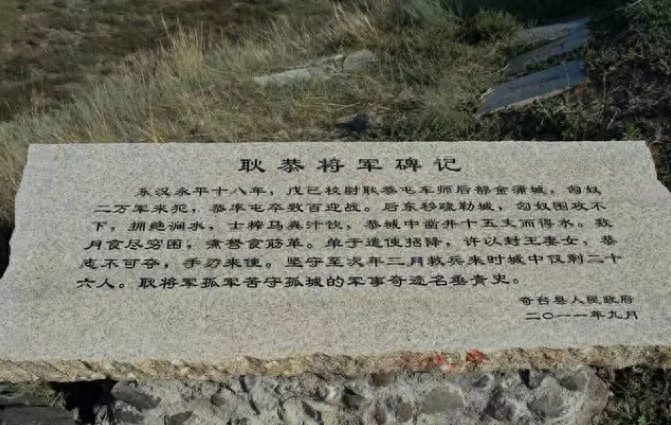 耿恭将军碑记
东汉永平十八年，戊己校尉耿恭屯车师后部金蒲城，匈奴
二万军来犯，恭率屯卒数百迎战。后东移疏勒城，匈奴围攻不
下，拥绝涧水，士榨马粪汁饮，恭城中凿井十五丈而得水。数
月食尽穷困，煮弩食筋革。单于遣使招降，许以封王妻女，恭
志不可夺，手刃来使。坚守至次年二月救兵来时城中仅剩二十
六人。耿将军孤军苦守孤城的军事奇迹名垂青史。
奇台县人民政府
二〇一一年九月